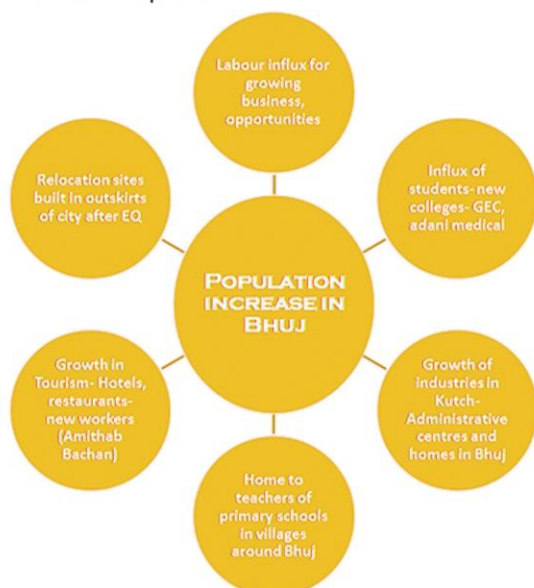 Labour influx for
growing
business,
opportunities
Influx of
students- new
colleges- GEC,
adani medical
Growth of
industries in
Kutch-
Administrative
centres and
homes in Bhuj
Home to
teachers of
primary schools
in villages
around Bhuj
Growth in
Tourism- Hotels,
restaurants-
new workers
(Amithab
Bachan)
Relocation sites
built in outskirts
of city after EQ
POPULATION
INCREASE IN
BHUJ